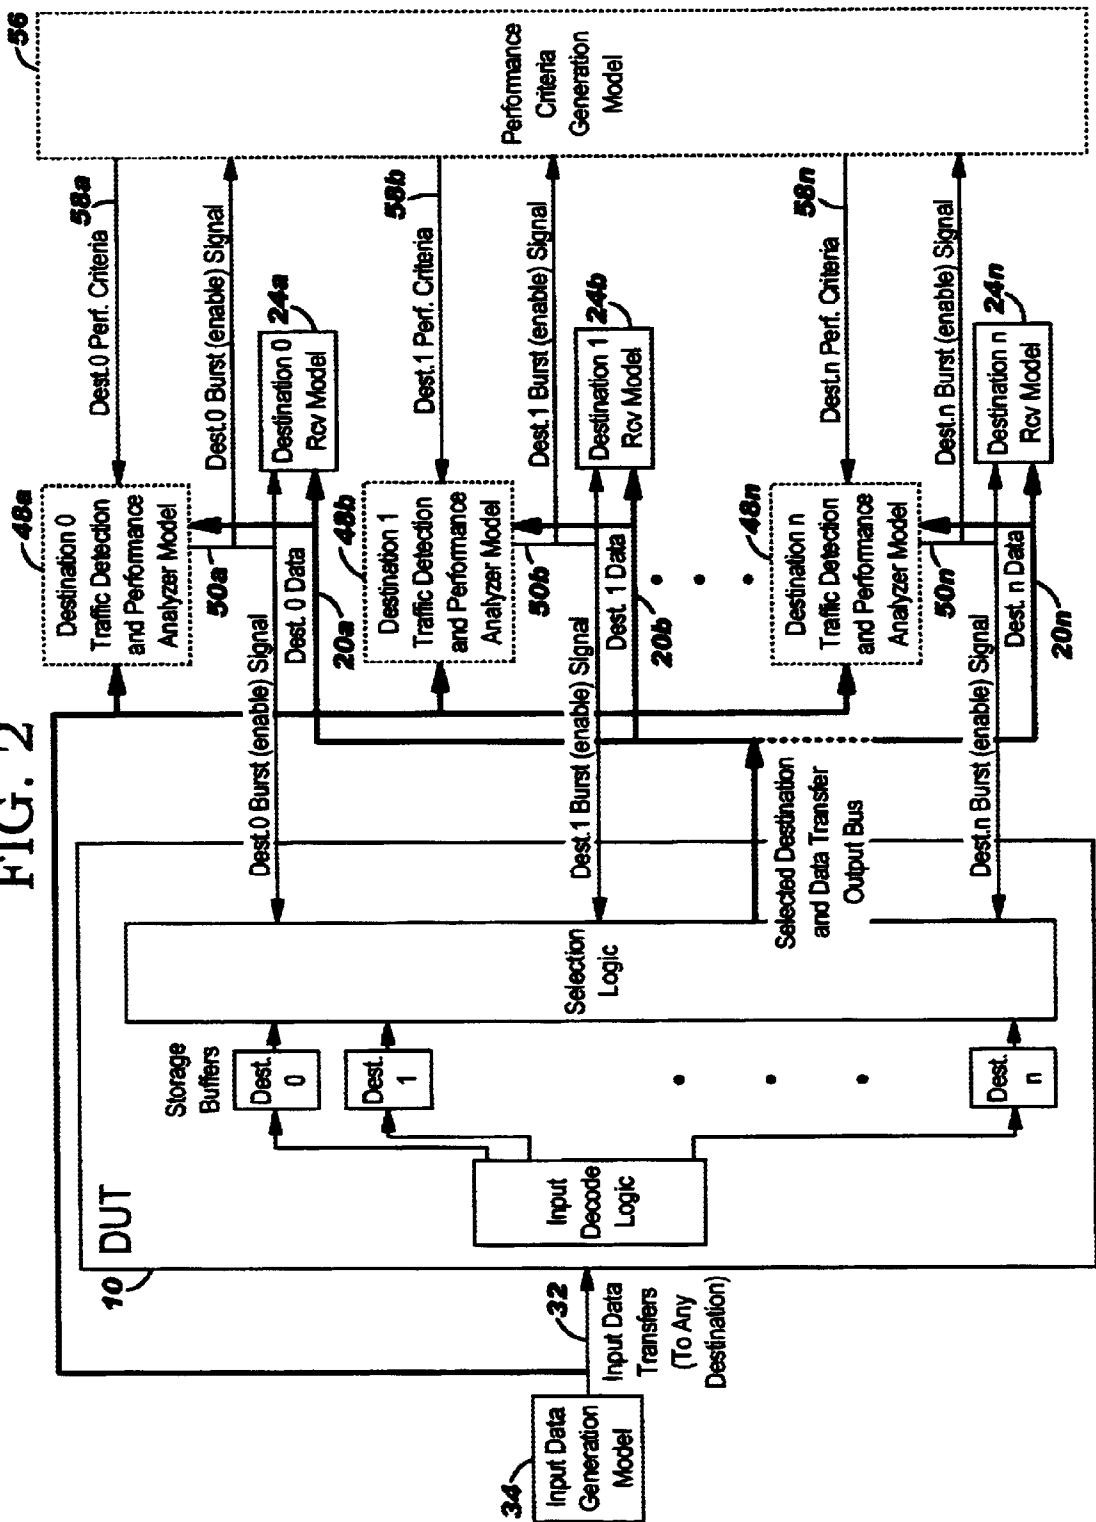 FIG. 2
56
Performance
Criteria
Generation
Model
58a
Dest.0 Perf. Criteria
Dest.0 Burst (enable) Signal
58b
Dest.1 Perf. Criteria
Dest.1 Burst (enable) Signal
58n
Dest.n Perf. Criteria
Dest.n Burst (enable) Signal
24a
Destination 0
Rcv Model
24b
Destination 1
Rcv Model
24n
Destination n
Rcv Model
48a
Destination 0
Traffic Detection
and Performance
Analyzer Model
50a
48b
Destination 1
Traffic Detection
and Performance
Analyzer Model
50b
48n
Destination n
Traffic Detection
and Performance
Analyzer Model
50n
Dest. 0 Data
20a
Dest. 1 Data
20b
Dest. n Data
20n
Dest.0 Burst (enable) Signal
Dest.1 Burst (enable) Signal
Dest.n Burst (enable) Signal
Selected Destination
and Data Transfer
Output Bus
Selection
Logic
Storage
Buffers
Dest.
0
Dest.
1
Dest.
n
Input
Decode
Logic
DUT
10
32
Input Data
Transfers
(To Any
Destination)
34
Input Data
Generation
Model